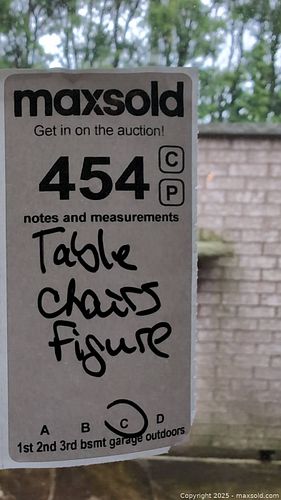 maxsold
Get in on the auction!
454 C
P
notes and measurements
Table
chairs
Figure
A B C D
1st 2nd 3rd bsmt garage outdoors
Copyright 2025 - maxsold.com